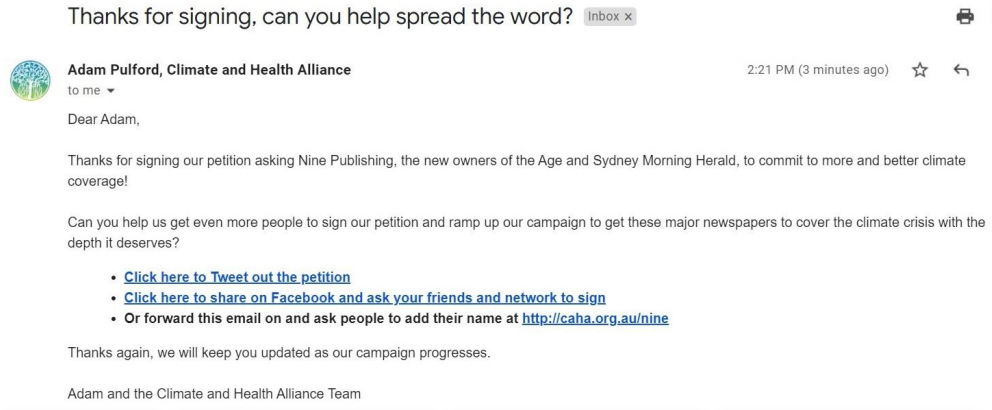 Thanks for signing, can you help spread the word? Inbox x
Adam Pulford, Climate and Health Alliance 2:21 PM (3 minutes ago)
to me
Dear Adam,
Thanks for signing our petition asking Nine Publishing, the new owners of the Age and Sydney Morning Herald, to commit to more and better climate
coverage!
Can you help us get even more people to sign our petition and ramp up our campaign to get these major newspapers to cover the climate crisis with the
depth it deserves?
• Click here to Tweet out the petition
• Click here to share on Facebook and ask your friends and network to sign
• Or forward this email on and ask people to add their name at http://caha.org.au/nine
Thanks again, we will keep you updated as our campaign progresses.
Adam and the Climate and Health Alliance Team